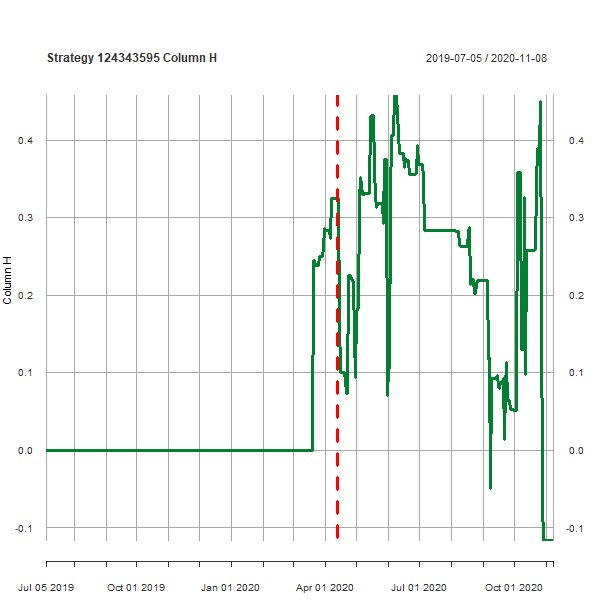 Strategy 124343595 Column H
2019-07-05 / 2020-11-08
0.4
0.4
0.3
0.3
0.2
0.2
0.1
0.1
0.0
0.0
-0.1
-0.1
Column H
Jul 05 2019
Oct 01 2019
Jan 01 2020
Apr 01 2020
Jul 01 2020
Oct 01 2020